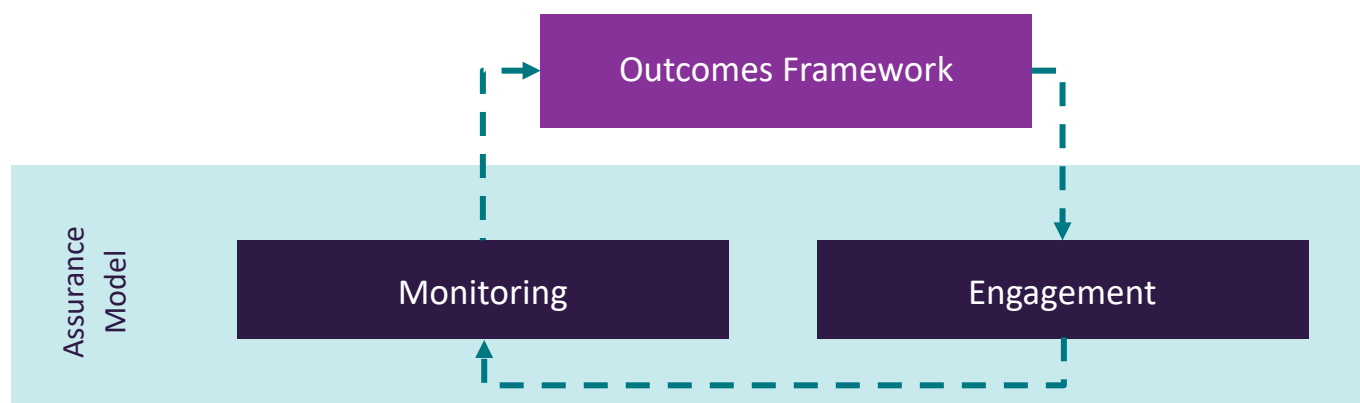 Outcomes Framework
Assurance
Model
Monitoring
Engagement